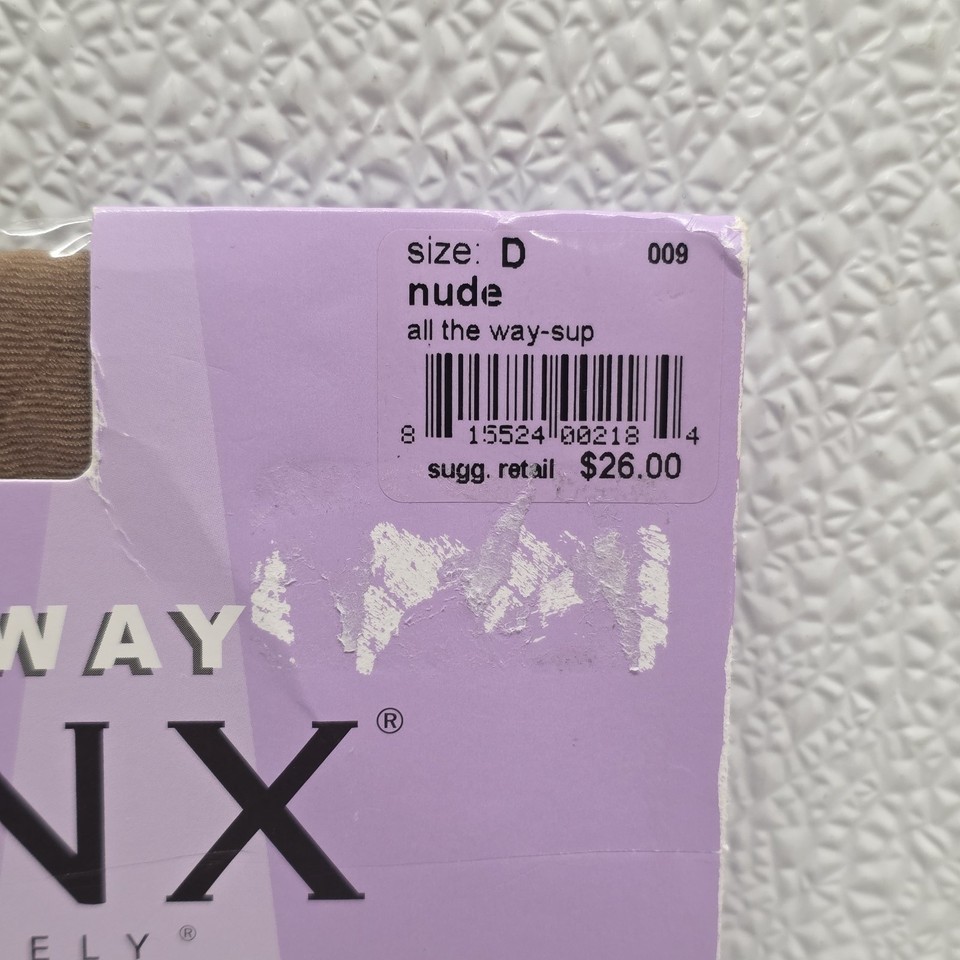 size: D 009
nude
all the way-sup
8 15524 00218 4
sugg. retail $26.00
WAY
NX®
ELY®